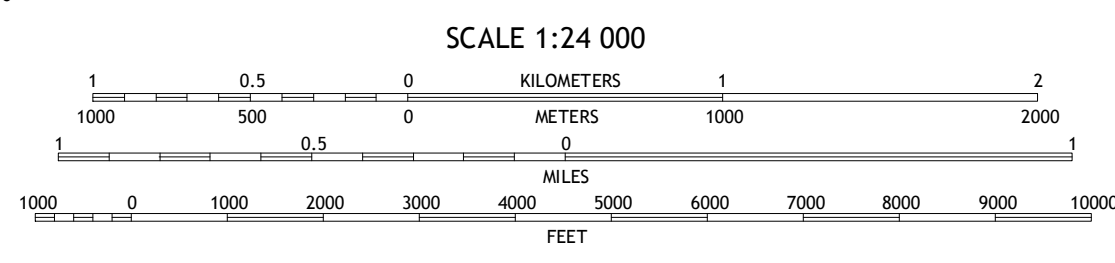 SCALE 1:24 000
1 0.5 0 KILOMETERS 1 2
1000 500 0 METERS 1000 2000
1 0.5 0 1
MILES
1000 0 1000 2000 3000 4000 5000 6000 7000 8000 9000 10000
FEET